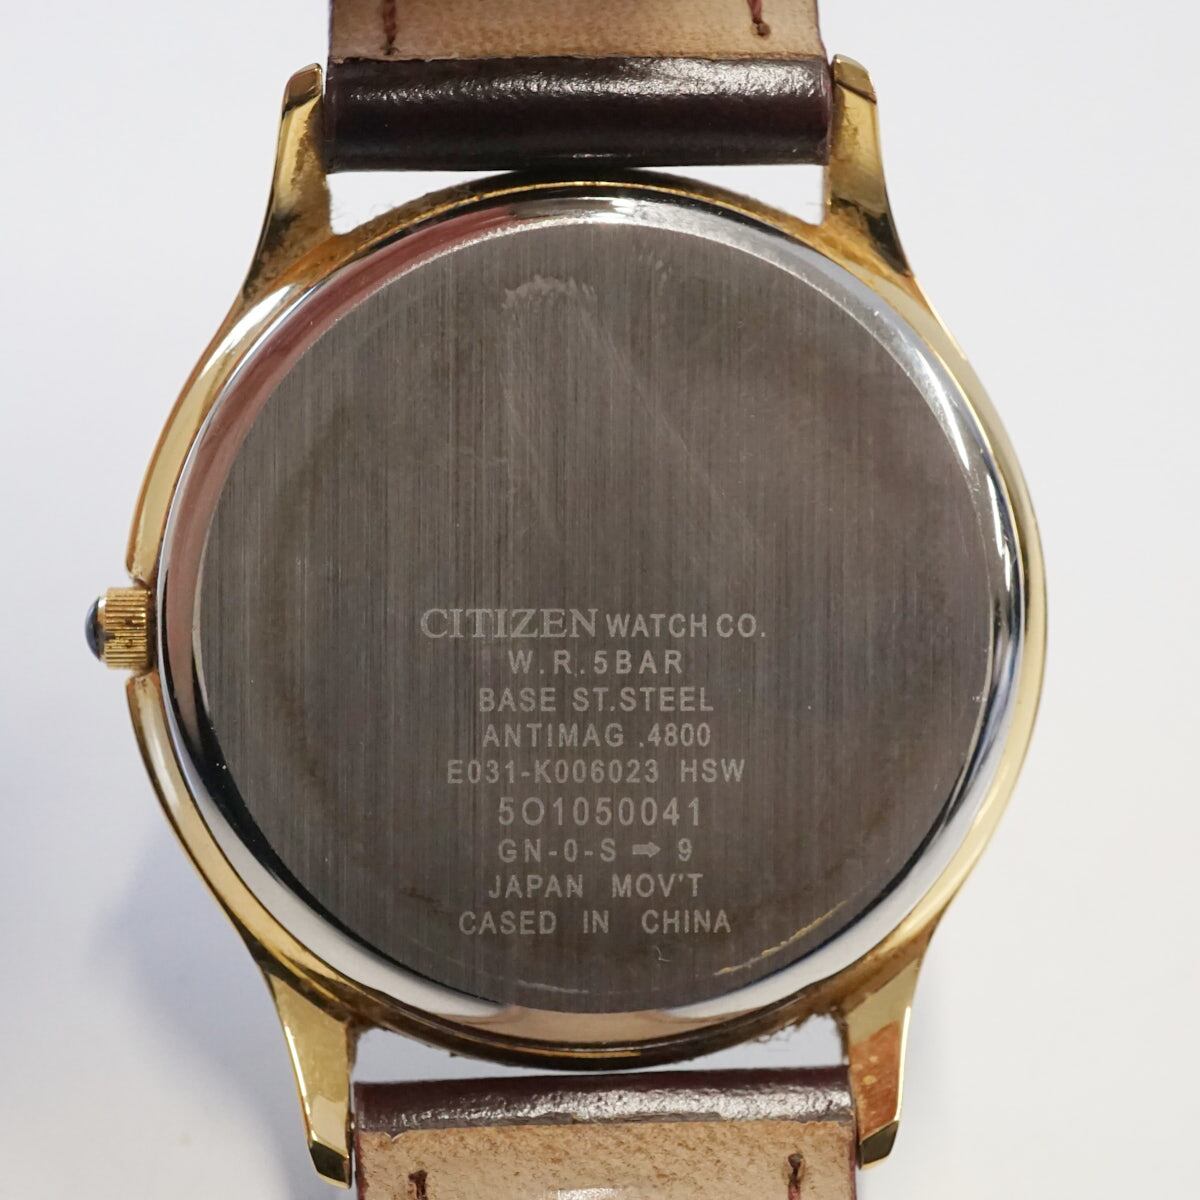 CITIZEN WATCH CO.
W.R.5BAR
BASE ST.STEEL
ANTIMAG .4800
E031-K006023 HSW
5O1050041
GN-0-S ➡ 9
JAPAN MOV'T
CASED IN CHINA